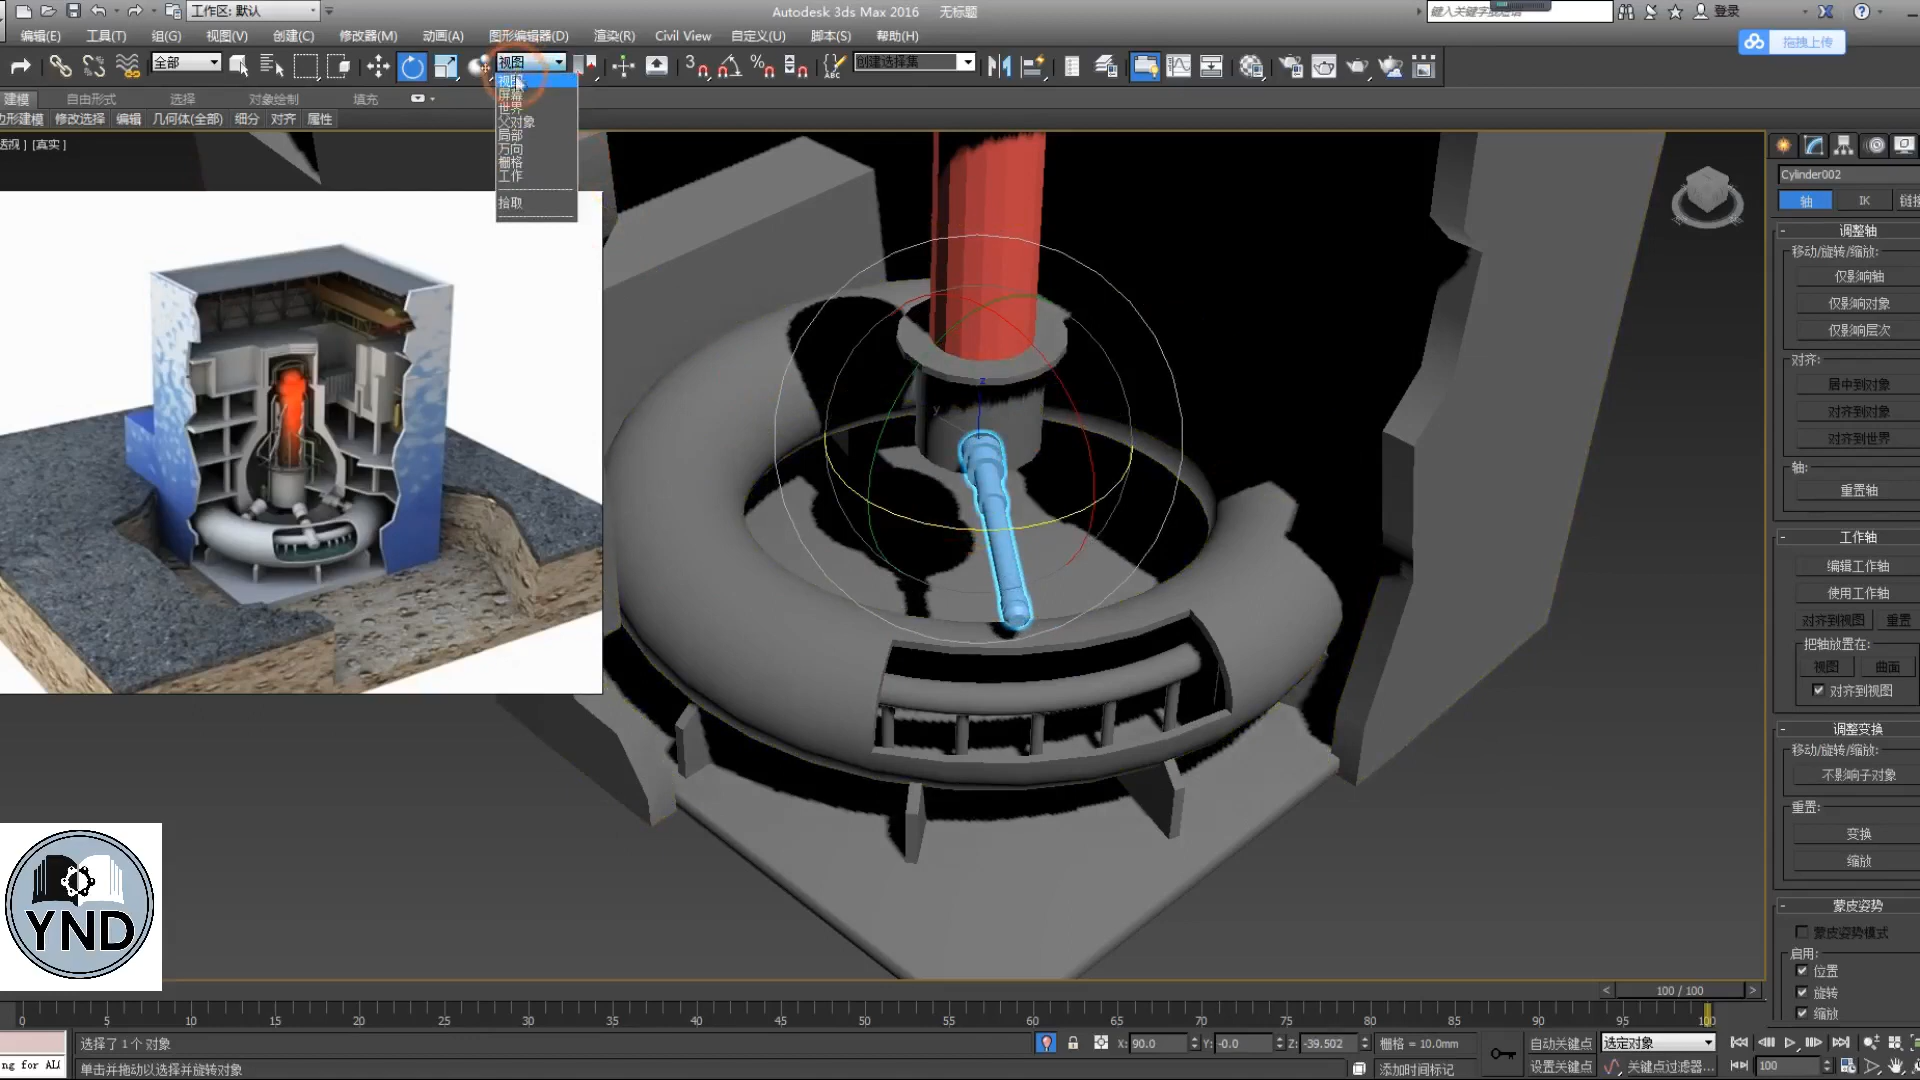 工作区: 默认
Autodesk 3ds Max 2016 无标题
登录
拖拽上传
编辑(E) 工具(T) 组(G) 视图(V) 创建(C) 修改器(M) 动画(A) 图形编辑器(D) 渲染(R) Civil View 自定义(U) 脚本(S) 帮助(H)
全部
视图
创建选择集
建模 自由形式 选择 对象绘制 填充
边形建模 修改选择 编辑 几何体(全部) 细分 对齐 属性
视图
屏幕
世界
父对象
局部
万向
栅格
工作
拾取
透视 ] [真实 ]
Cylinder002
轴 IK 链接
调整轴
移动/旋转/缩放:
仅影响轴
仅影响对象
仅影响层次
对齐:
居中到对象
对齐到对象
对齐到世界
轴:
重置轴
工作轴
编辑工作轴
使用工作轴
对齐到视图 重置
把轴放置在:
视图 曲面
对齐到视图
调整变换
移动/旋转/缩放:
不影响子对象
重置:
变换
缩放
蒙皮姿势
蒙皮姿势模式
启用:
位置
旋转
缩放
YND
100 / 100
0 5 10 15 20 25 30 35 40 45 50 55 60 65 70 75 80 85 90 95 100
选择了 1 个 对象
X: 90.0 Y: -0.0 Z: -39.502 栅格 = 10.0mm
自动关键点 选定对象
ng for AU
单击并拖动以选择并旋转对象
添加时间标记
设置关键点 关键点过滤器...
100